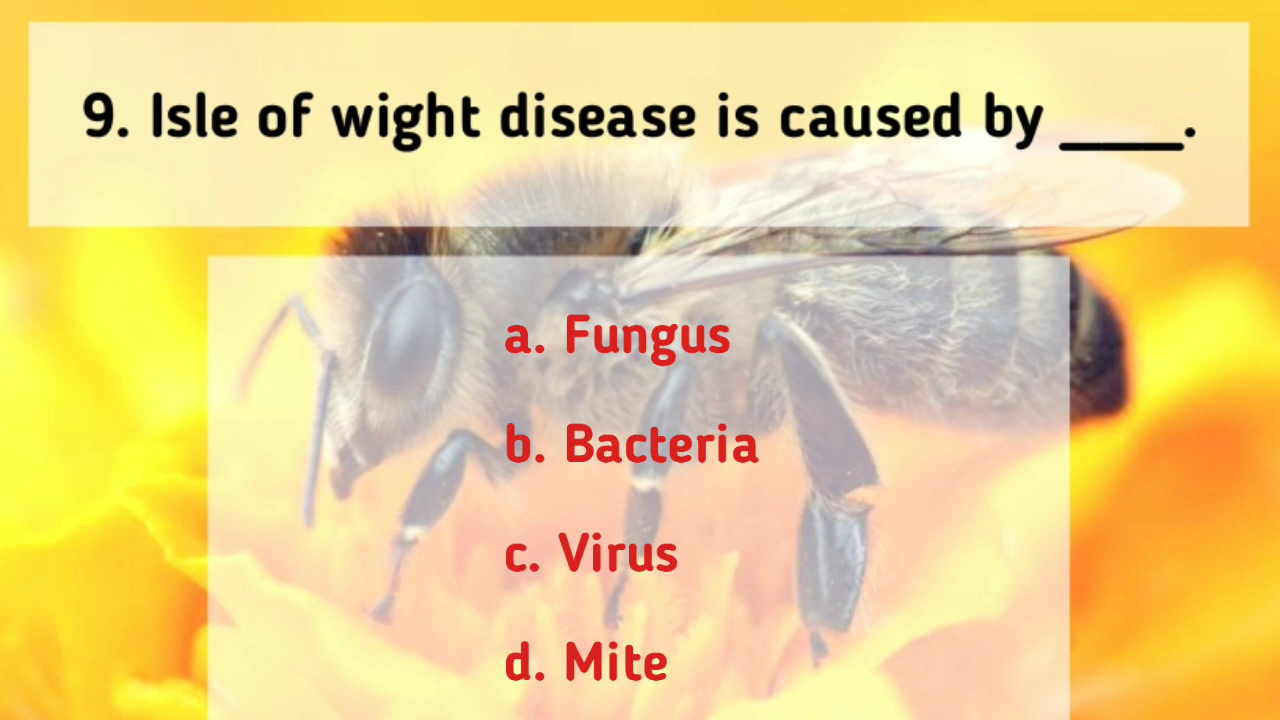 9. Isle of wight disease is caused by ____.
a. Fungus
b. Bacteria
c. Virus
d. Mite